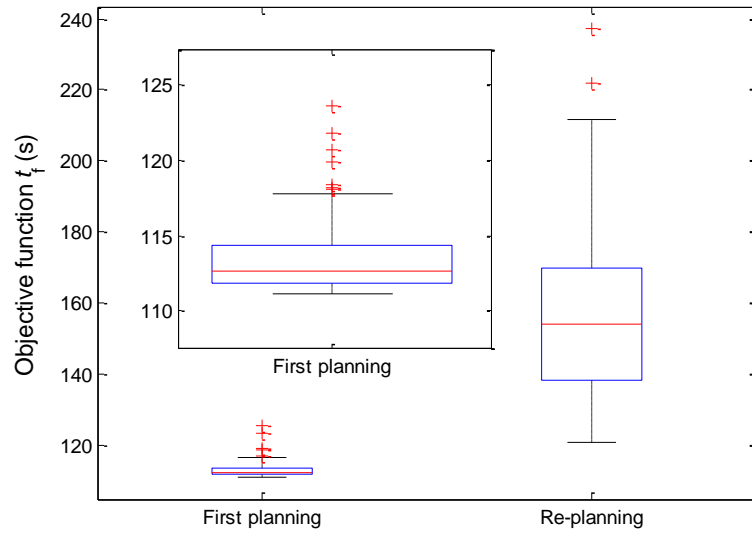 240
220
200
180
160
140
120
Objective function t_f (s)
125
120
115
110
First planning
First planning
Re-planning